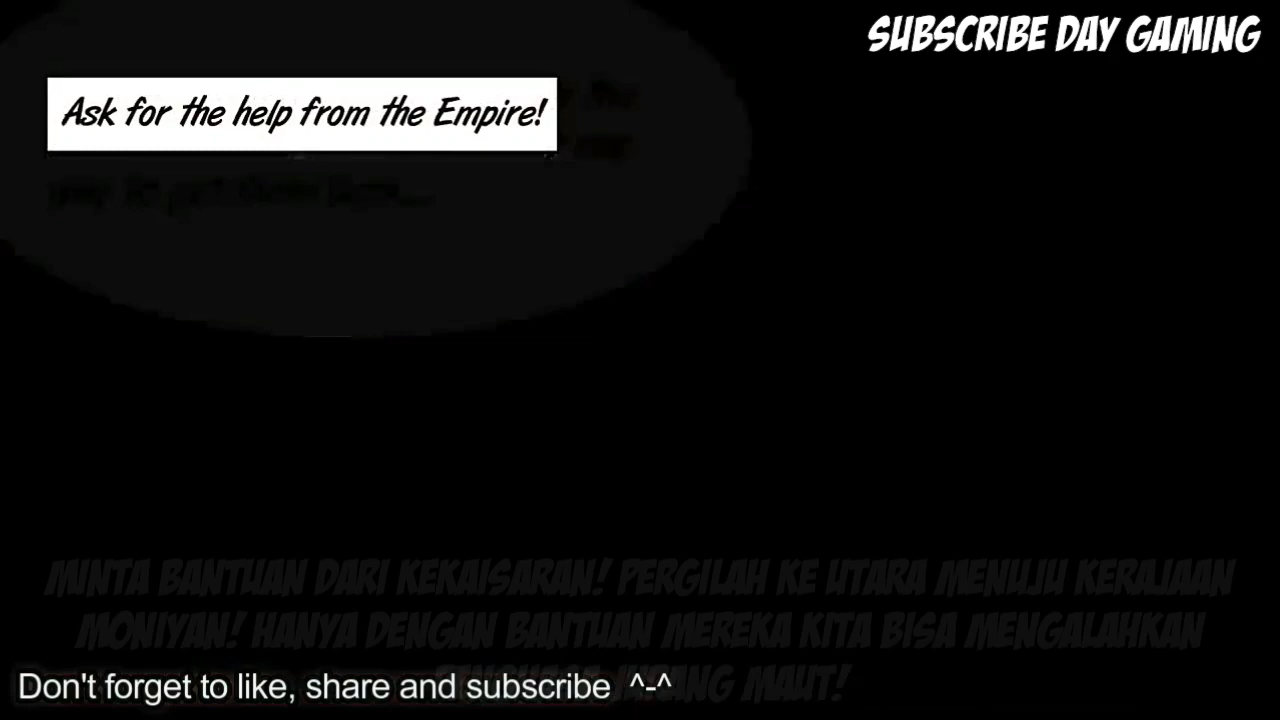 SUBSCRIBE DAY GAMING
Ask for the help from the Empire!
MINTA BANTUAN DARI KEKAISARAN! PERGILAH KE UTARA MENUJU KERAJAAN
MONIYAN! HANYA DENGAN BANTUAN MEREKA KITA BISA MENGALAHKAN
MAUT!
Don't forget to like, share and subscribe ^-^